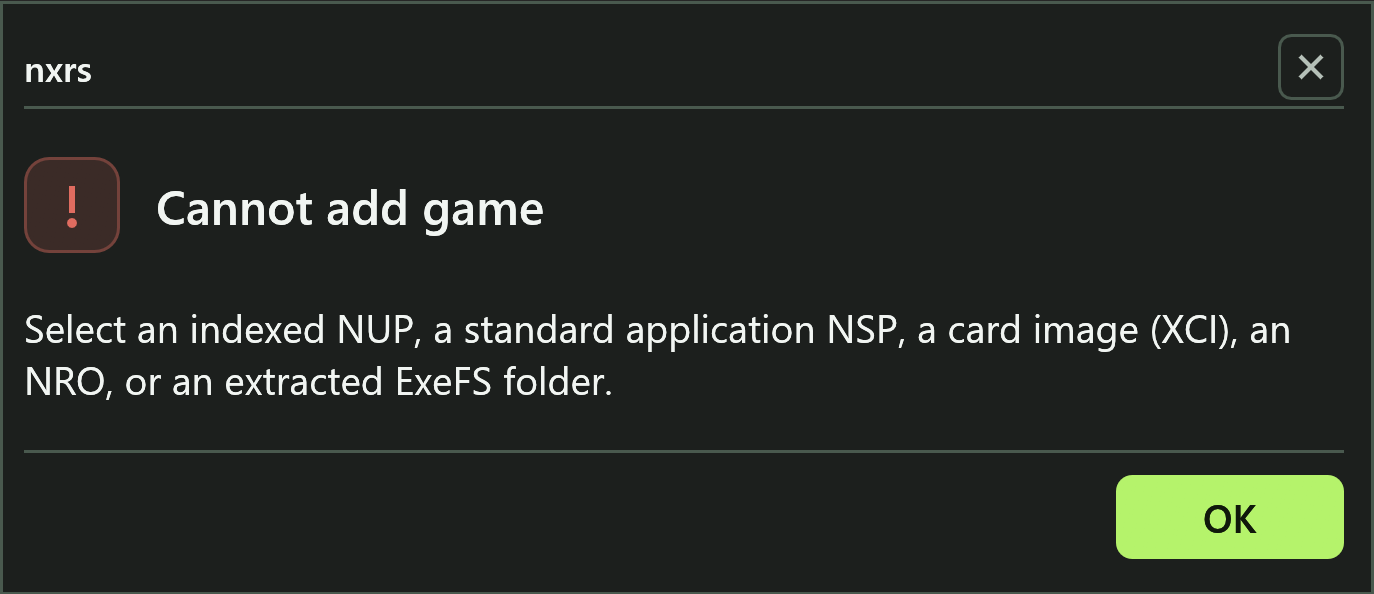 nxrs
Cannot add game
Select an indexed NUP, a standard application NSP, a card image (XCI), an
NRO, or an extracted ExeFS folder.
OK